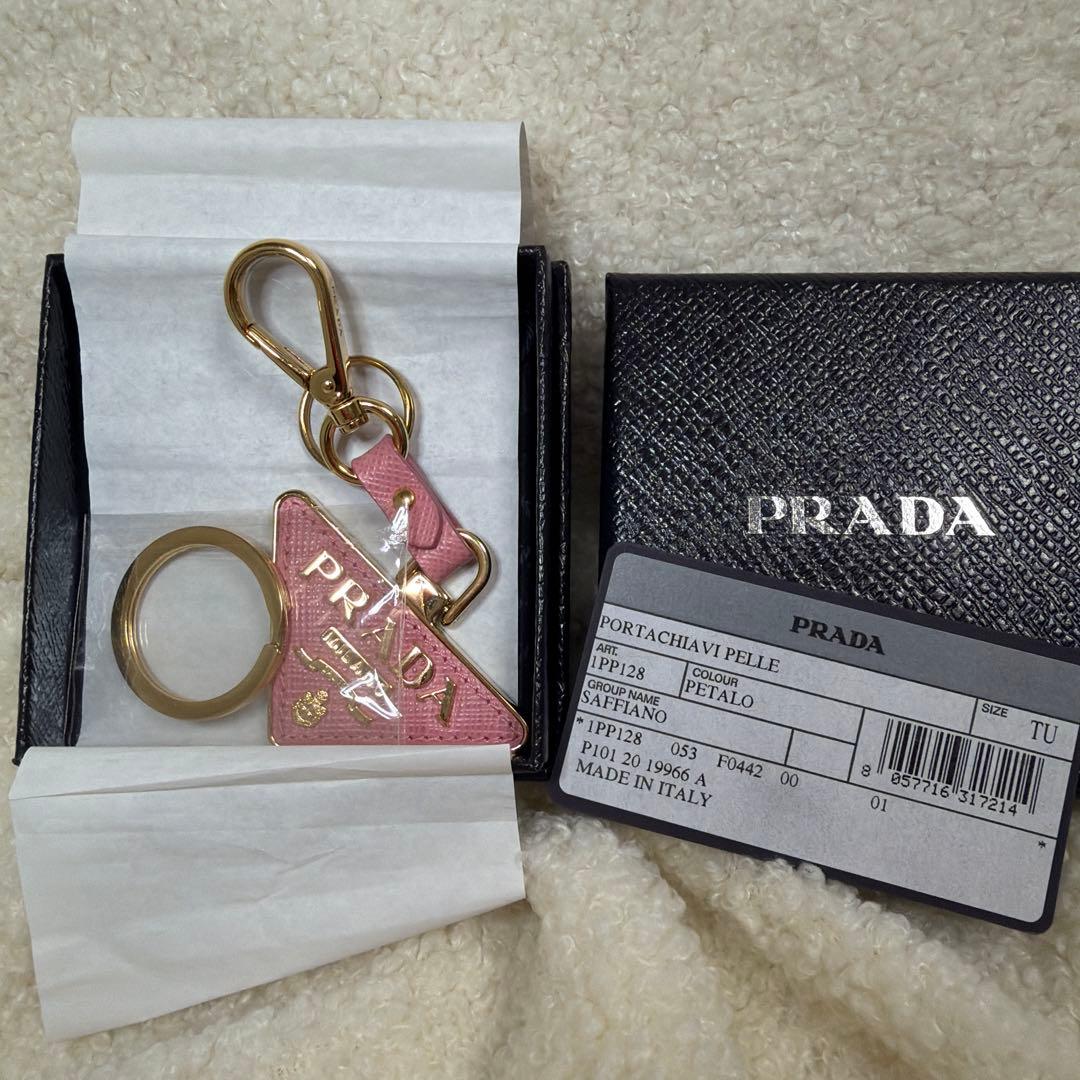 PRADA
MILANO
PRADA
PRADA
PORTACHIAVI PELLE
ART.
1PP128
COLOUR
PETALO
SIZE
TU
GROUP NAME
SAFFIANO
*1PP128 053 F0442 00
P101 20 19966 A
01
MADE IN ITALY
8 057716 317214
*